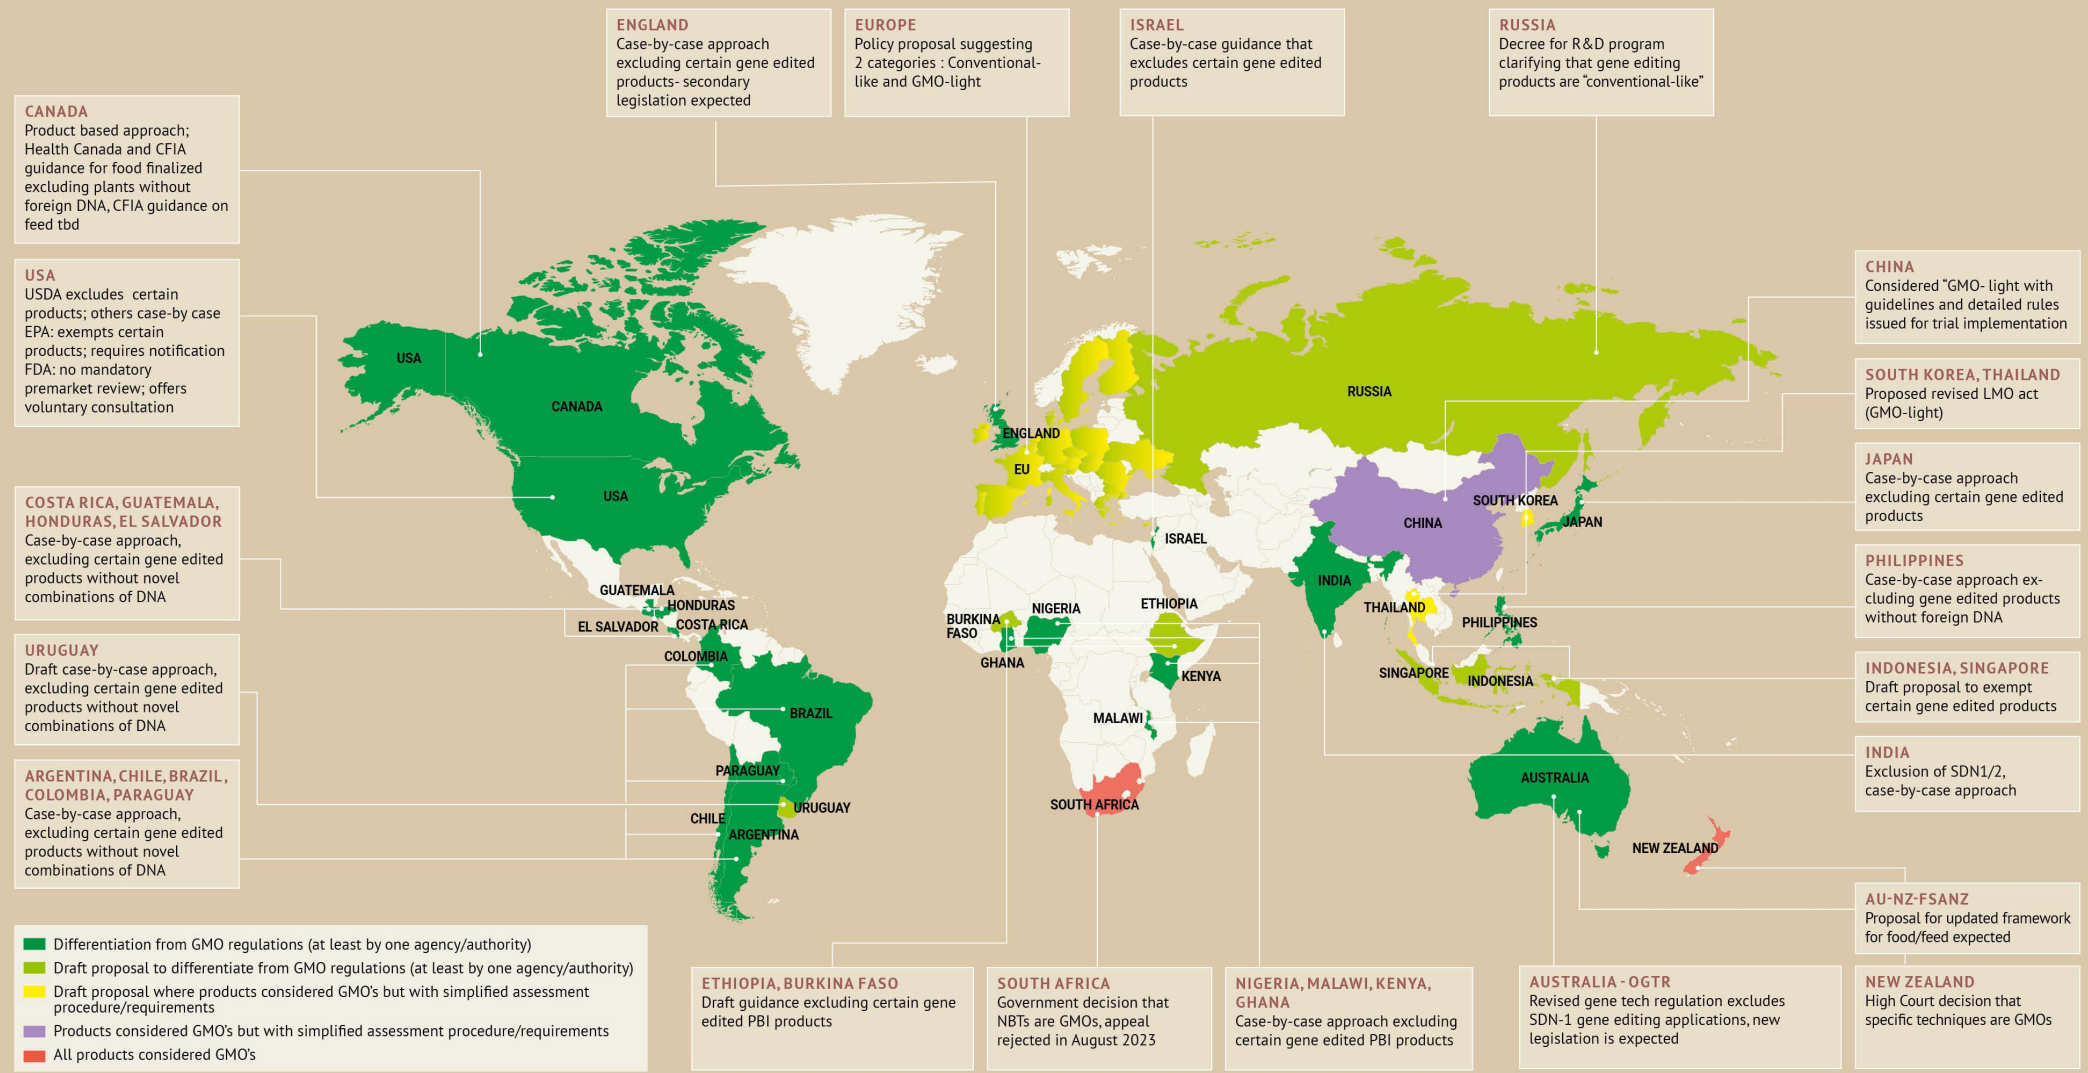 ENGLAND
Case-by-case approach
excluding certain gene edited
products- secondary
legislation expected
EUROPE
Policy proposal suggesting
2 categories : Conventional-
like and GMO-light
ISRAEL
Case-by-case guidance that
excludes certain gene edited
products
RUSSIA
Decree for R&D program
clarifying that gene editing
products are “conventional-like”
CANADA
Product based approach;
Health Canada and CFIA
guidance for food finalized
excluding plants without
foreign DNA, CFIA guidance on
feed tbd
USA
USDA excludes certain
products; others case-by case
EPA: exempts certain
products; requires notification
FDA: no mandatory
premarket review; offers
voluntary consultation
COSTA RICA, GUATEMALA,
HONDURAS, EL SALVADOR
Case-by-case approach,
excluding certain gene edited
products without novel
combinations of DNA
URUGUAY
Draft case-by-case approach,
excluding certain gene edited
products without novel
combinations of DNA
ARGENTINA, CHILE, BRAZIL,
COLOMBIA, PARAGUAY
Case-by-case approach,
excluding certain gene edited
products without novel
combinations of DNA
USA
CANADA
USA
GUATEMALA
HONDURAS
EL SALVADOR
COSTA RICA
COLOMBIA
BRAZIL
PARAGUAY
URUGUAY
CHILE
ARGENTINA
ENGLAND
EU
RUSSIA
ISRAEL
BURKINA
FASO
NIGERIA
ETHIOPIA
GHANA
KENYA
MALAWI
SOUTH AFRICA
CHINA
SOUTH KOREA
JAPAN
INDIA
THAILAND
PHILIPPINES
SINGAPORE
INDONESIA
AUSTRALIA
NEW ZEALAND
CHINA
Considered “GMO- light with
guidelines and detailed rules
issued for trial implementation
SOUTH KOREA, THAILAND
Proposed revised LMO act
(GMO-light)
JAPAN
Case-by-case approach
excluding certain gene edited
products
PHILIPPINES
Case-by-case approach ex-
cluding gene edited products
without foreign DNA
INDONESIA, SINGAPORE
Draft proposal to exempt
certain gene edited products
INDIA
Exclusion of SDN1/2,
case-by-case approach
AU-NZ-FSANZ
Proposal for updated framework
for food/feed expected
NEW ZEALAND
High Court decision that
specific techniques are GMOs
AUSTRALIA - OGTR
Revised gene tech regulation excludes
SDN-1 gene editing applications, new
legislation is expected
NIGERIA, MALAWI, KENYA,
GHANA
Case-by-case approach excluding
certain gene edited PBI products
SOUTH AFRICA
Government decision that
NBTs are GMOs, appeal
rejected in August 2023
ETHIOPIA, BURKINA FASO
Draft guidance excluding certain gene
edited PBI products
Differentiation from GMO regulations (at least by one agency/authority)
Draft proposal to differentiate from GMO regulations (at least by one agency/authority)
Draft proposal where products considered GMO's but with simplified assessment
procedure/requirements
Products considered GMO's but with simplified assessment procedure/requirements
All products considered GMO's